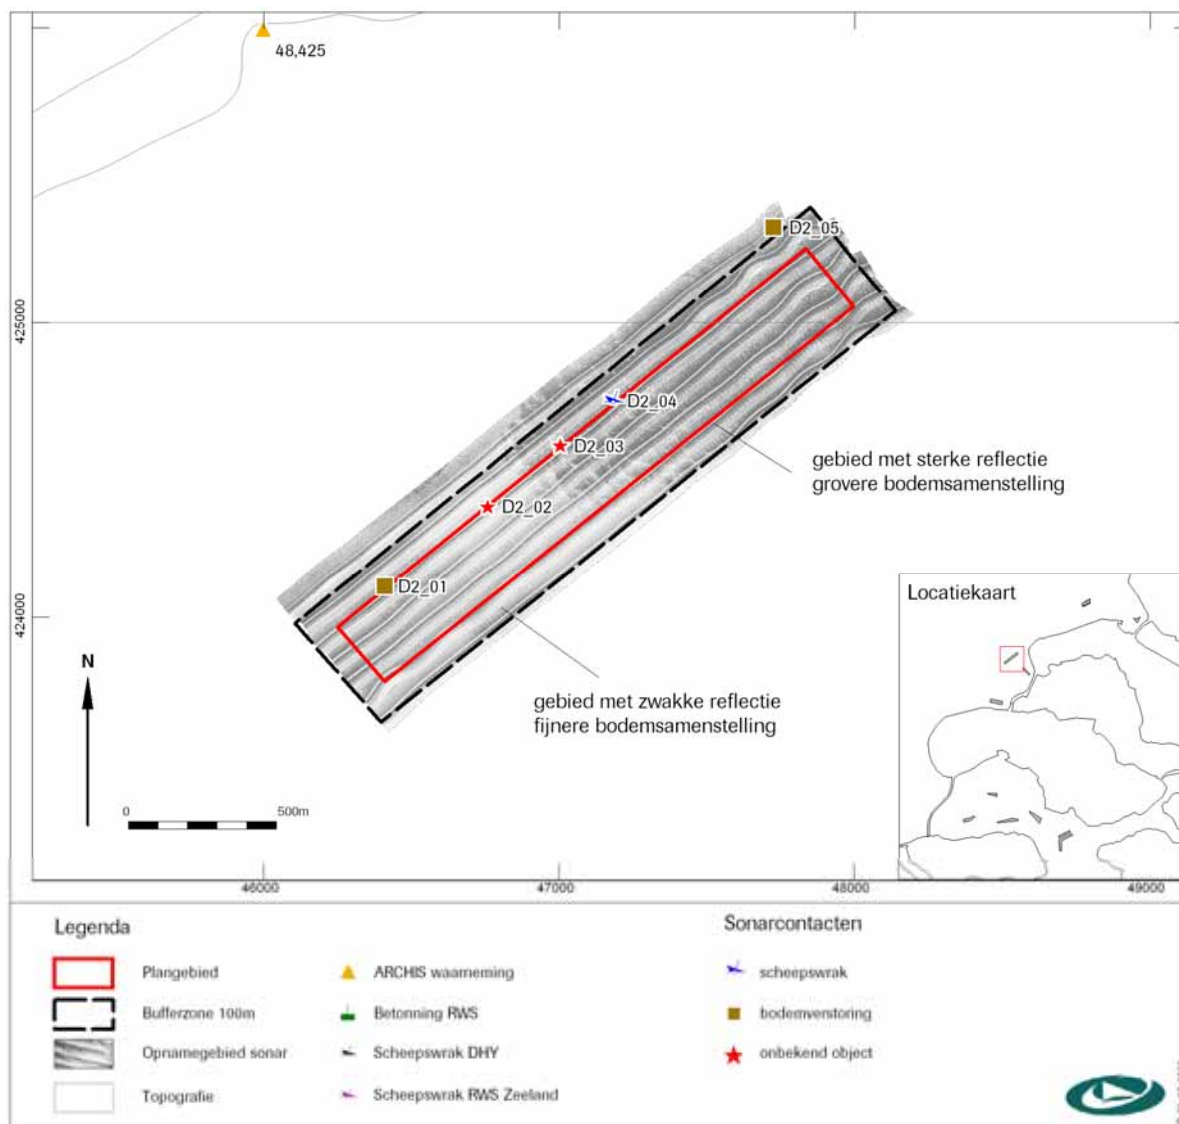 48,425
D2_05
425000
D2_04
D2_03
gebied met sterke reflectie
grovere bodemsamenstelling
D2_02
D2_01
424000
Locatiekaart
N
gebied met zwakke reflectie
fijnere bodemsamenstelling
0
500m
46000
47000
48000
49000
Legenda
Sonarcontacten
Plangebied
ARCHIS waarneming
scheepswrak
Bufferzone 100m
Betonning RWS
bodemverstoring
Opnamegebied sonar
Scheepswrak DHY
onbekend object
Topografie
Scheepswrak RWS Zeeland